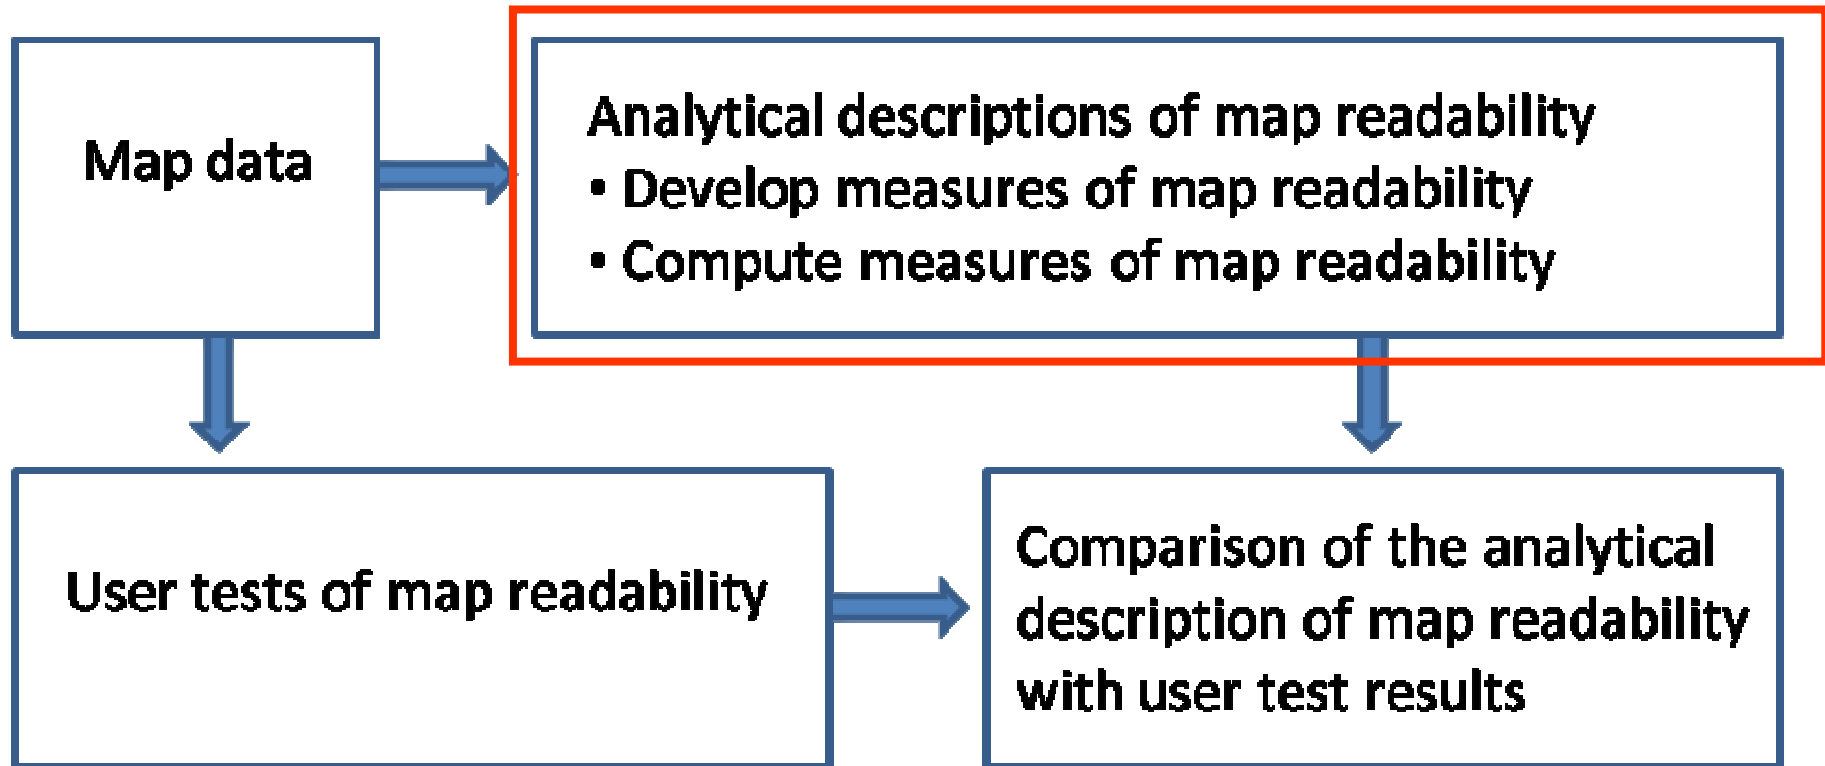 Map data
Analytical descriptions of map readability
• Develop measures of map readability
• Compute measures of map readability
User tests of map readability
Comparison of the analytical
description of map readability
with user test results